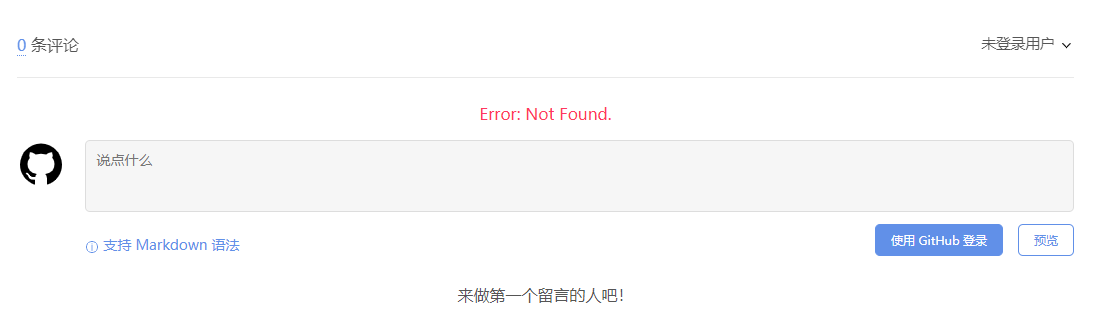 0 条评论
未登录用户
Error: Not Found.
说点什么
支持 Markdown 语法
使用 GitHub 登录
预览
来做第一个留言的人吧！